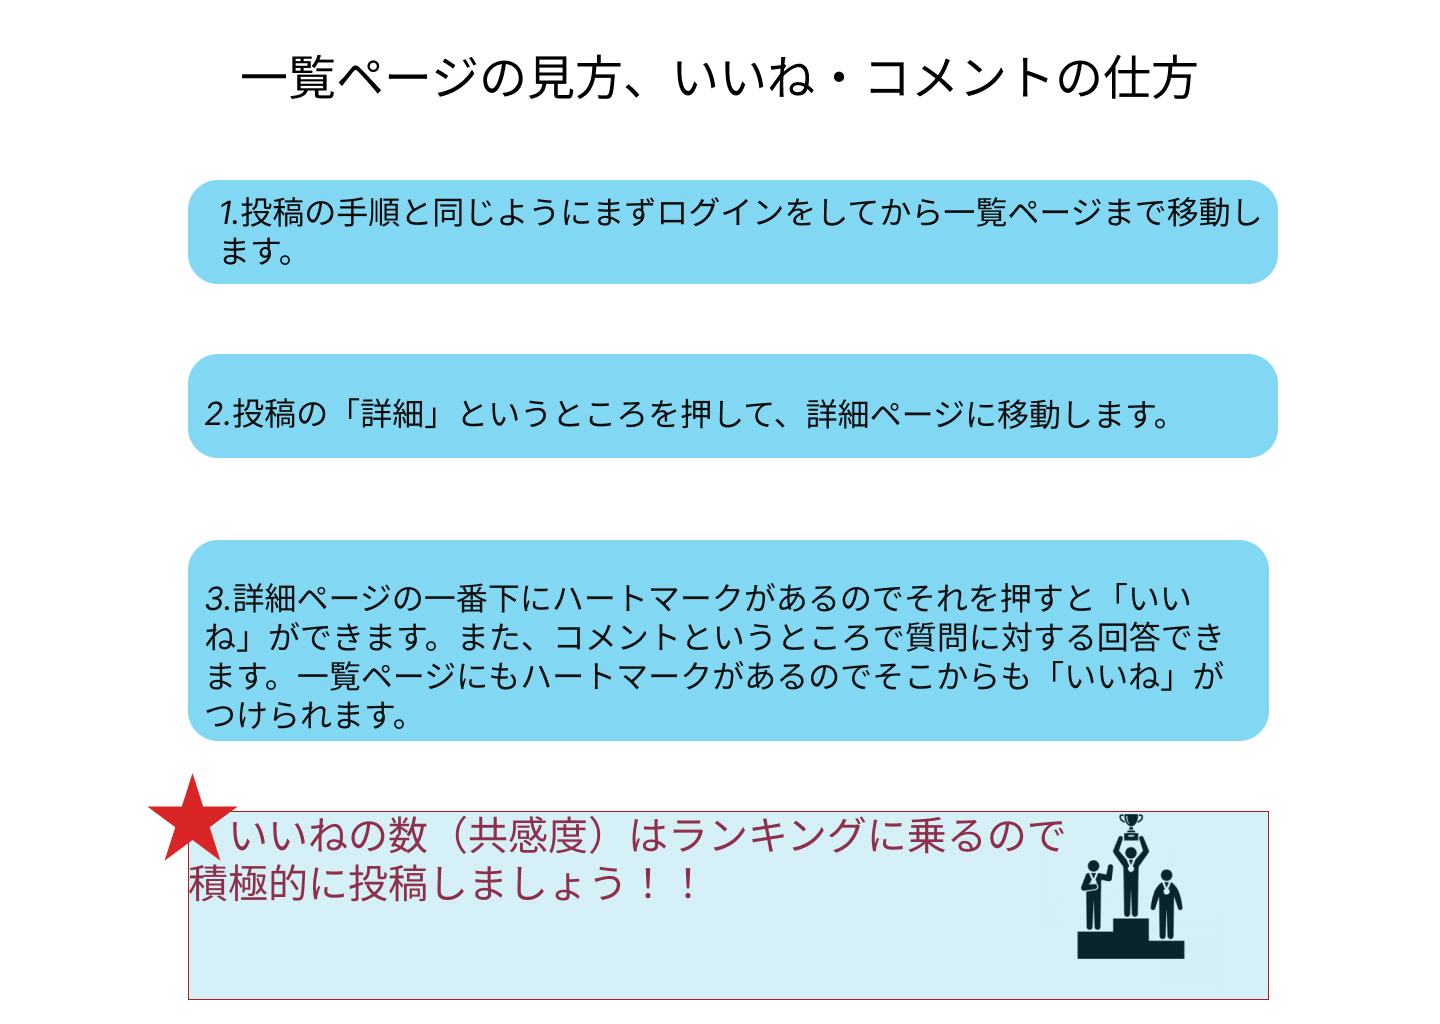 一覧ページの見方、いいね・コメントの仕方
1.投稿の手順と同じようにまずログインをしてから一覧ページまで移動し
ます。
2.投稿の「詳細」というところを押して、詳細ページに移動します。
3.詳細ページの一番下にハートマークがあるのでそれを押すと「いい
ね」ができます。また、コメントというところで質問に対する回答でき
ます。一覧ページにもハートマークがあるのでそこからも「いいね」が
つけられます。
いいねの数（共感度）はランキングに乗るので
積極的に投稿しましょう！！